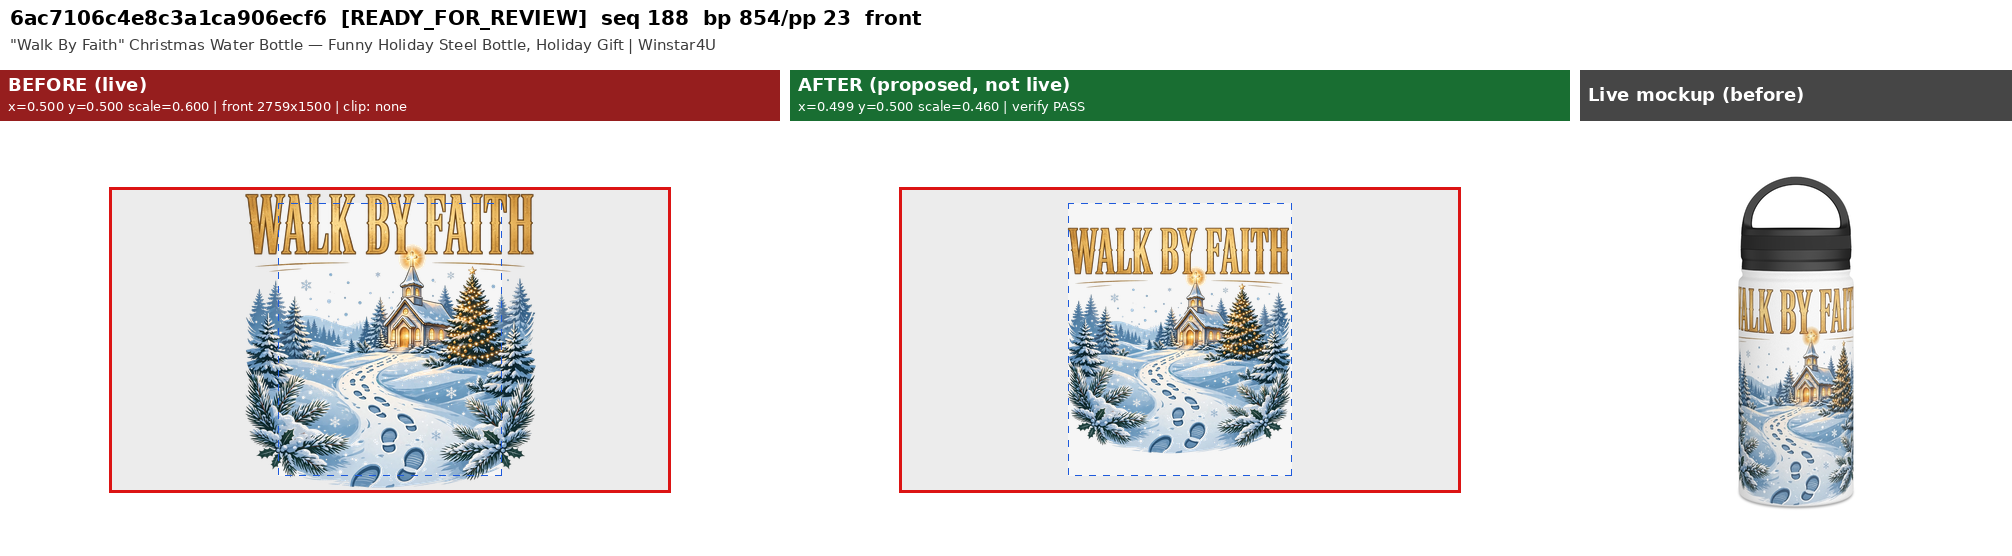 6ac7106c4e8c3a1ca906ecf6  [READY_FOR_REVIEW]  seq 188  bp 854/pp 23  front
"Walk By Faith" Christmas Water Bottle — Funny Holiday Steel Bottle, Holiday Gift | Winstar4U
BEFORE (live)
x=0.500 y=0.500 scale=0.600 | front 2759x1500 | clip: none
AFTER (proposed, not live)
x=0.499 y=0.500 scale=0.460 | verify PASS
Live mockup (before)
WALK BY FAITH
WALK BY FAITH
ALK BY FAIT